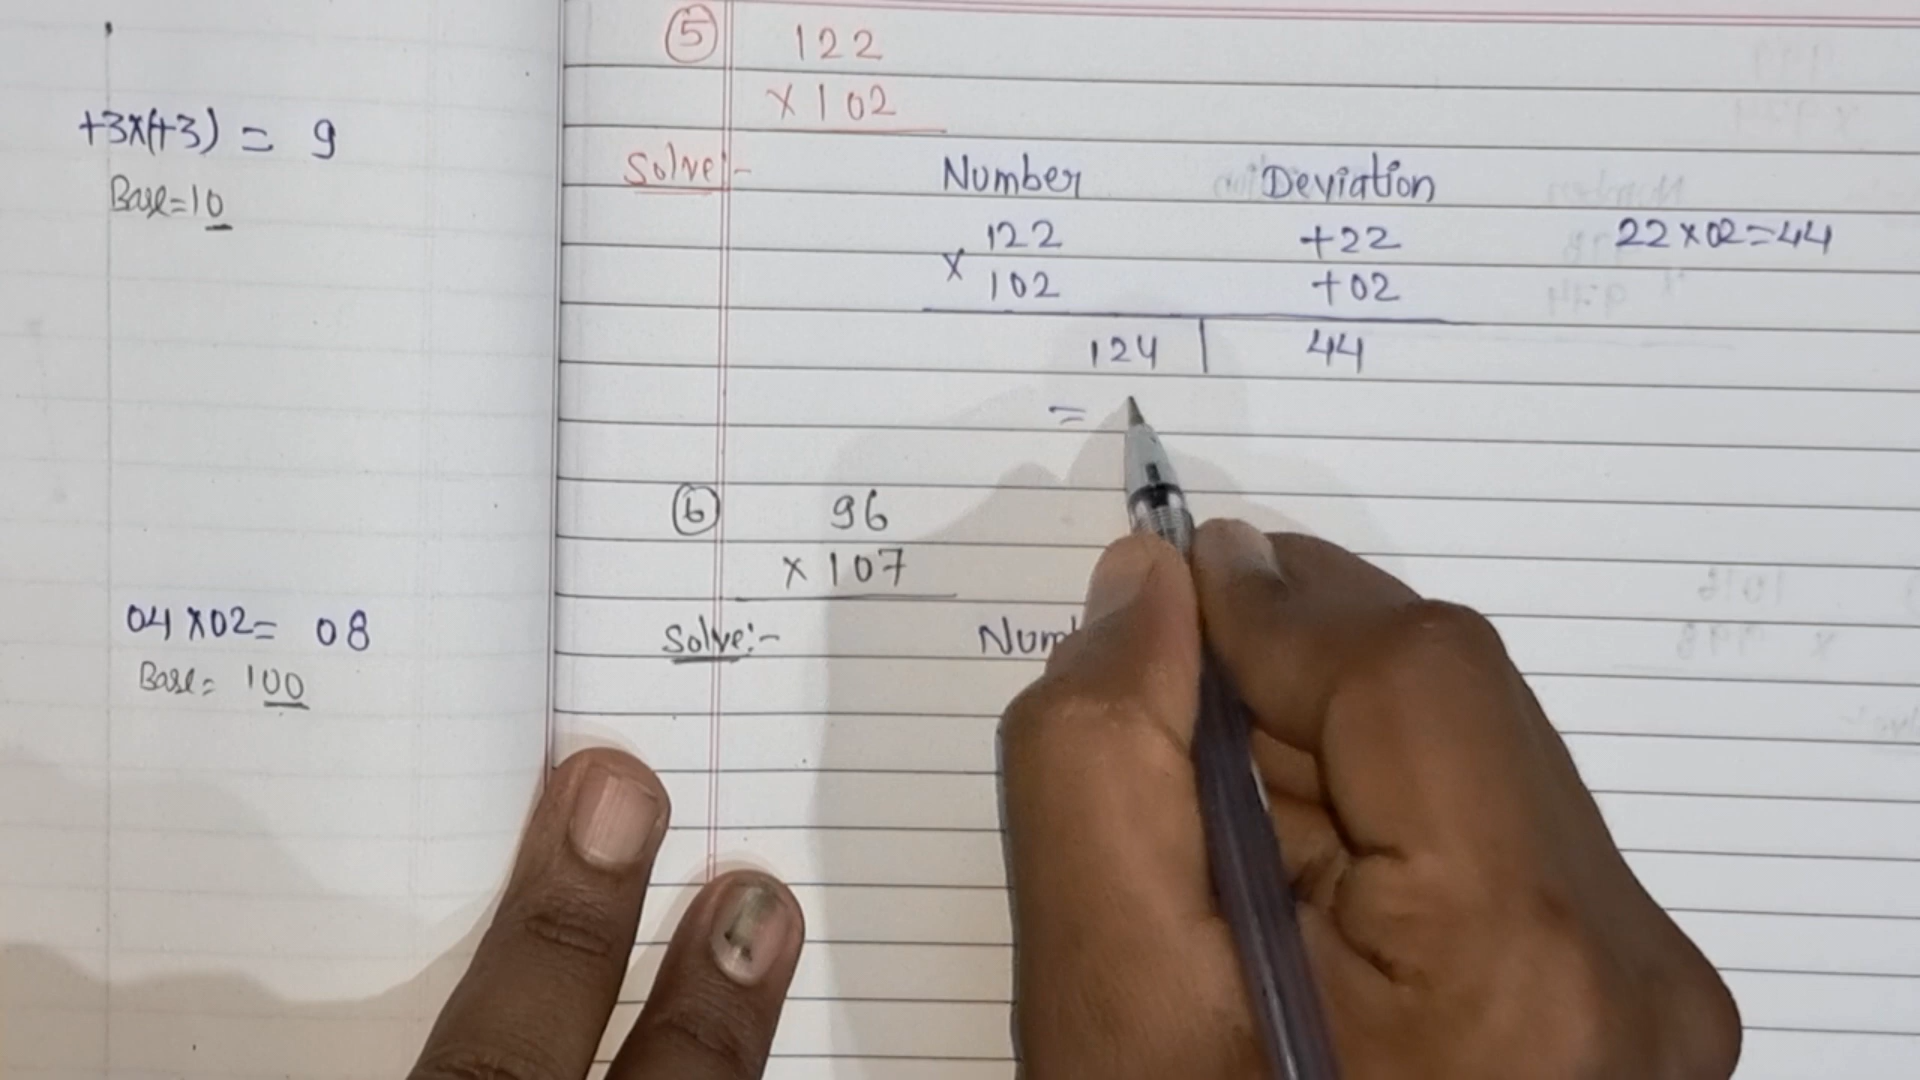 +3×(+3) = 9
Base=10
04×02= 08
Base= 100
5 122
×102
Solve:-
Number Deviation
122 +22 22×02=44
× 102 +02
124 | 44
=
6 96
×107
Solve:- Num